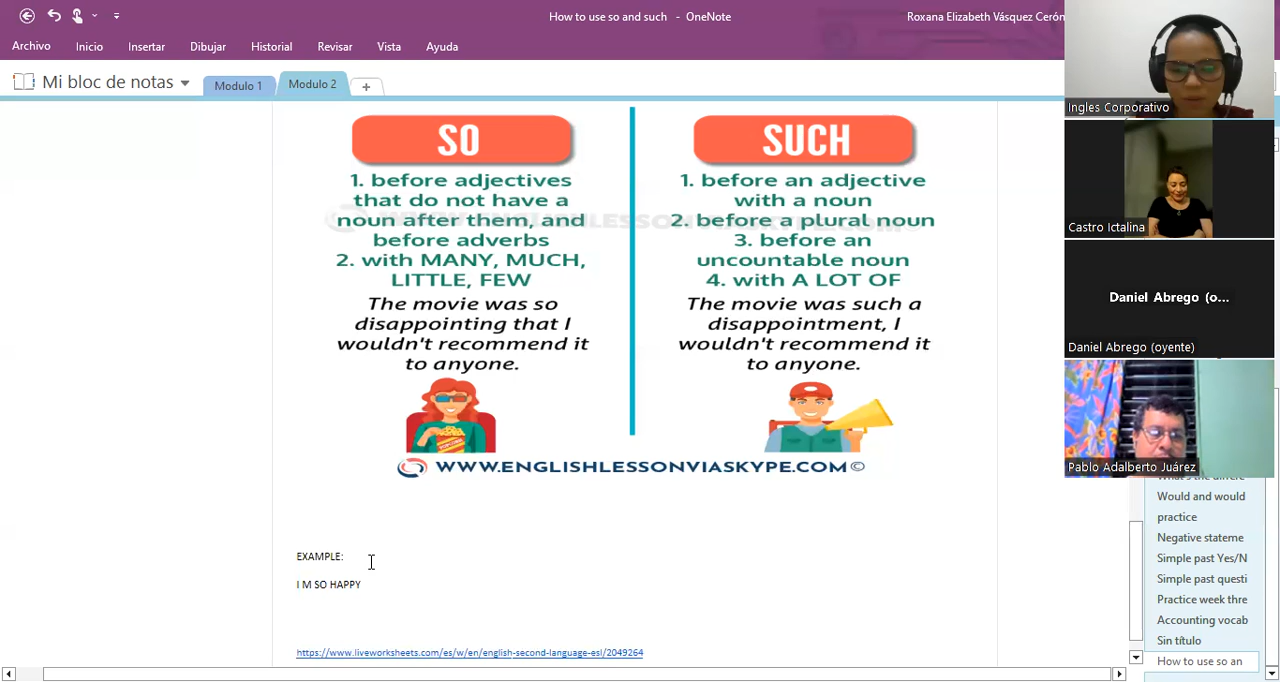 How to use so and such - OneNote
Roxana Elizabeth Vásquez Cerón
Archivo Inicio Insertar Dibujar Historial Revisar Vista Ayuda
Mi bloc de notas
Modulo 1
Modulo 2
SO
1. before adjectives
that do not have a
noun after them, and
before adverbs
2. with MANY, MUCH,
LITTLE, FEW
The movie was so
disappointing that I
wouldn't recommend it
to anyone.
SUCH
1. before an adjective
with a noun
2. before a plural noun
3. before an
uncountable noun
4. with A LOT OF
The movie was such a
disappointment, I
wouldn't recommend it
to anyone.
WWW.ENGLISHLESSONVIASKYPE.COM©
EXAMPLE:
I M SO HAPPY
https://www.liveworksheets.com/es/w/en/english-second-language-esl/2049264
Ingles Corporativo
Castro Ictalina
Daniel Abrego (o...
Daniel Abrego (oyente)
Pablo Adalberto Juárez
What's the differe
Would and would
practice
Negative stateme
Simple past Yes/N
Simple past questi
Practice week thre
Accounting vocab
Sin título
How to use so an